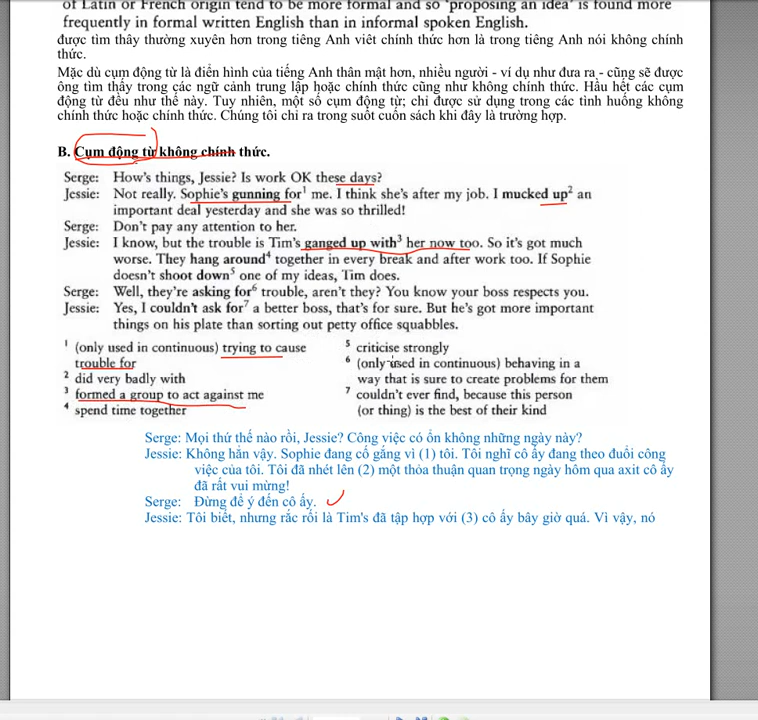 of Latin or French origin tend to be more formal and so 'proposing an idea' is found more
frequently in formal written English than in informal spoken English.
được tìm thấy thường xuyên hơn trong tiếng Anh viết chính thức hơn là trong tiếng Anh nói không chính
thức.
Mặc dù cụm động từ là điển hình của tiếng Anh thân mật hơn, nhiều người - ví dụ như đưa ra - cũng sẽ được
ông tìm thấy trong các ngữ cảnh trung lập hoặc chính thức cũng như không chính thức. Hầu hết các cụm
động từ đều như thế này. Tuy nhiên, một số cụm động từ; chỉ được sử dụng trong các tình huống không
chính thức hoặc chính thức. Chúng tôi chỉ ra trong suốt cuốn sách khi đây là trường hợp.
B. Cụm động từ không chính thức.
Serge: How's things, Jessie? Is work OK these days?
Jessie: Not really. Sophie's gunning for¹ me. I think she's after my job. I mucked up² an
important deal yesterday and she was so thrilled!
Serge: Don't pay any attention to her.
Jessie: I know, but the trouble is Tim's ganged up with³ her now too. So it's got much
worse. They hang around⁴ together in every break and after work too. If Sophie
doesn't shoot down⁵ one of my ideas, Tim does.
Serge: Well, they're asking for⁶ trouble, aren't they? You know your boss respects you.
Jessie: Yes, I couldn't ask for⁷ a better boss, that's for sure. But he's got more important
things on his plate than sorting out petty office squabbles.
¹ (only used in continuous) trying to cause
trouble for
² did very badly with
³ formed a group to act against me
⁴ spend time together
⁵ criticise strongly
⁶ (only used in continuous) behaving in a
way that is sure to create problems for them
⁷ couldn't ever find, because this person
(or thing) is the best of their kind
Serge: Mọi thứ thế nào rồi, Jessie? Công việc có ổn không những ngày này?
Jessie: Không hẳn vậy. Sophie đang cố gắng vì (1) tôi. Tôi nghĩ cô ấy đang theo đuổi công
việc của tôi. Tôi đã nhét lên (2) một thỏa thuận quan trọng ngày hôm qua axit cô ấy
đã rất vui mừng!
Serge: Đừng để ý đến cô ấy.
Jessie: Tôi biết, nhưng rắc rối là Tim's đã tập hợp với (3) cô ấy bây giờ quá. Vì vậy, nó